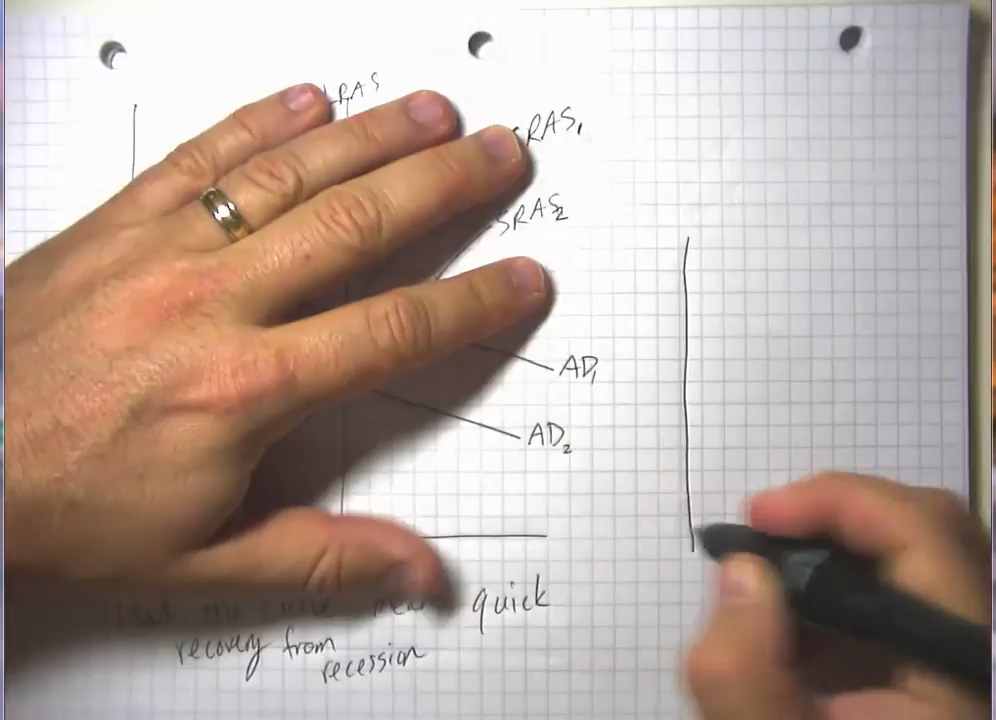 LRAS
SRAS₁
SRAS₂
AD₁
AD₂
quick
recovery from
recession